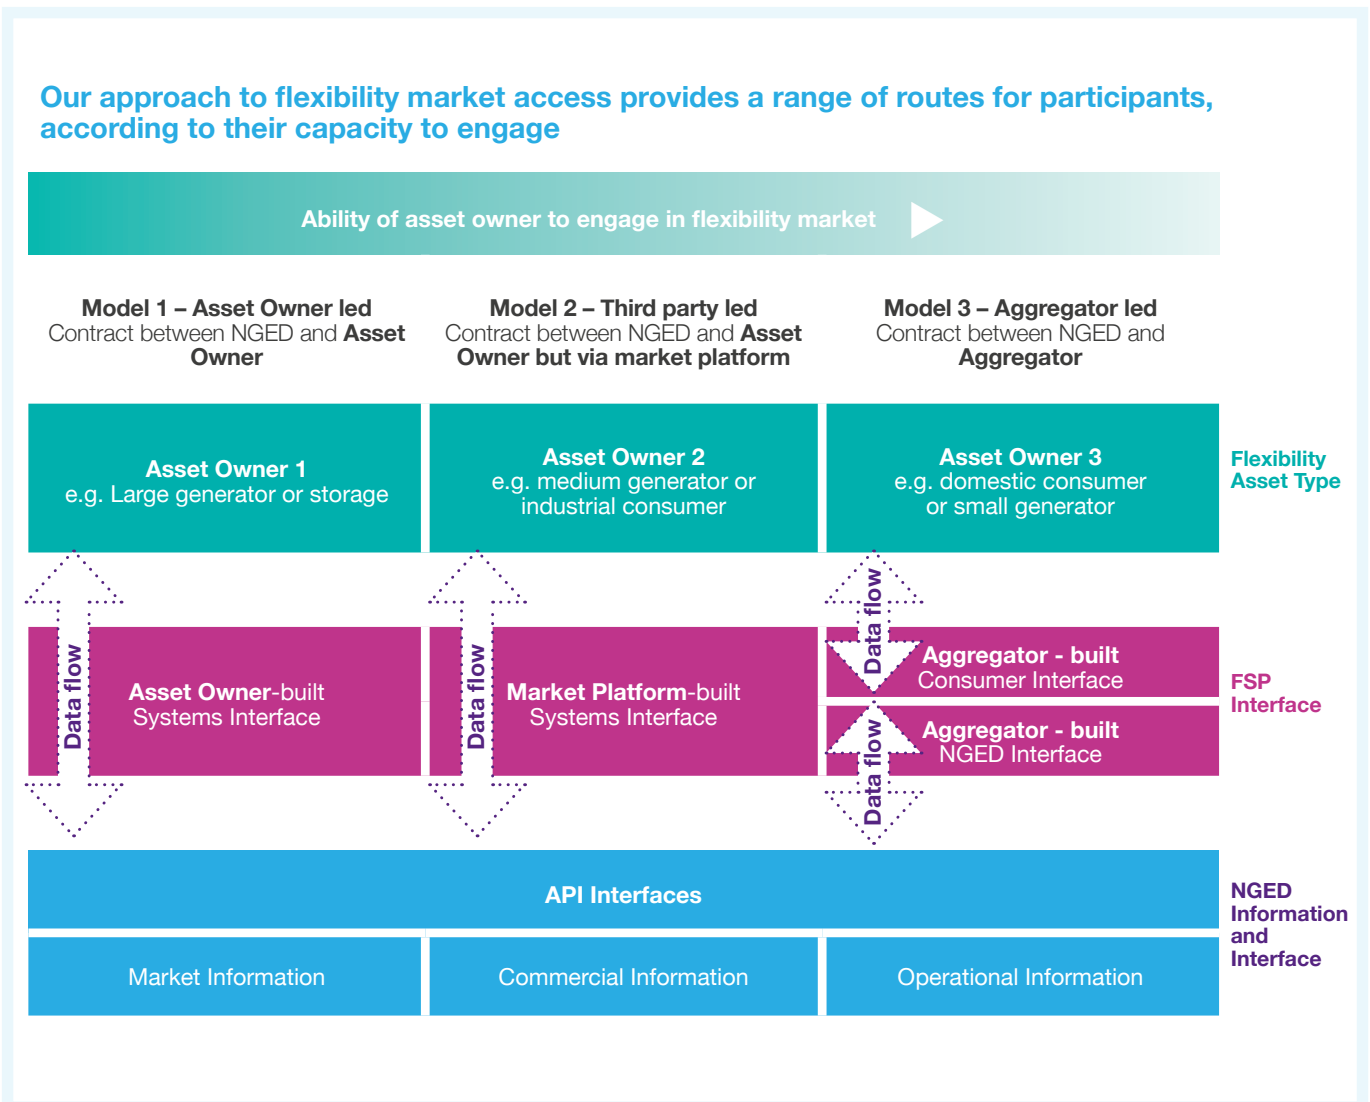 Our approach to flexibility market access provides a range of routes for participants,
according to their capacity to engage
Ability of asset owner to engage in flexibility market
Model 1 – Asset Owner led
Contract between NGED and Asset
Owner
Model 2 – Third party led
Contract between NGED and Asset
Owner but via market platform
Model 3 – Aggregator led
Contract between NGED and
Aggregator
Asset Owner 1
e.g. Large generator or storage
Asset Owner 2
e.g. medium generator or
industrial consumer
Asset Owner 3
e.g. domestic consumer
or small generator
Flexibility
Asset Type
Data flow
Asset Owner-built
Systems Interface
Data flow
Market Platform-built
Systems Interface
Data flow
Aggregator - built
Consumer Interface
Data flow
Aggregator - built
NGED Interface
FSP
Interface
API Interfaces
Market Information
Commercial Information
Operational Information
NGED
Information
and
Interface